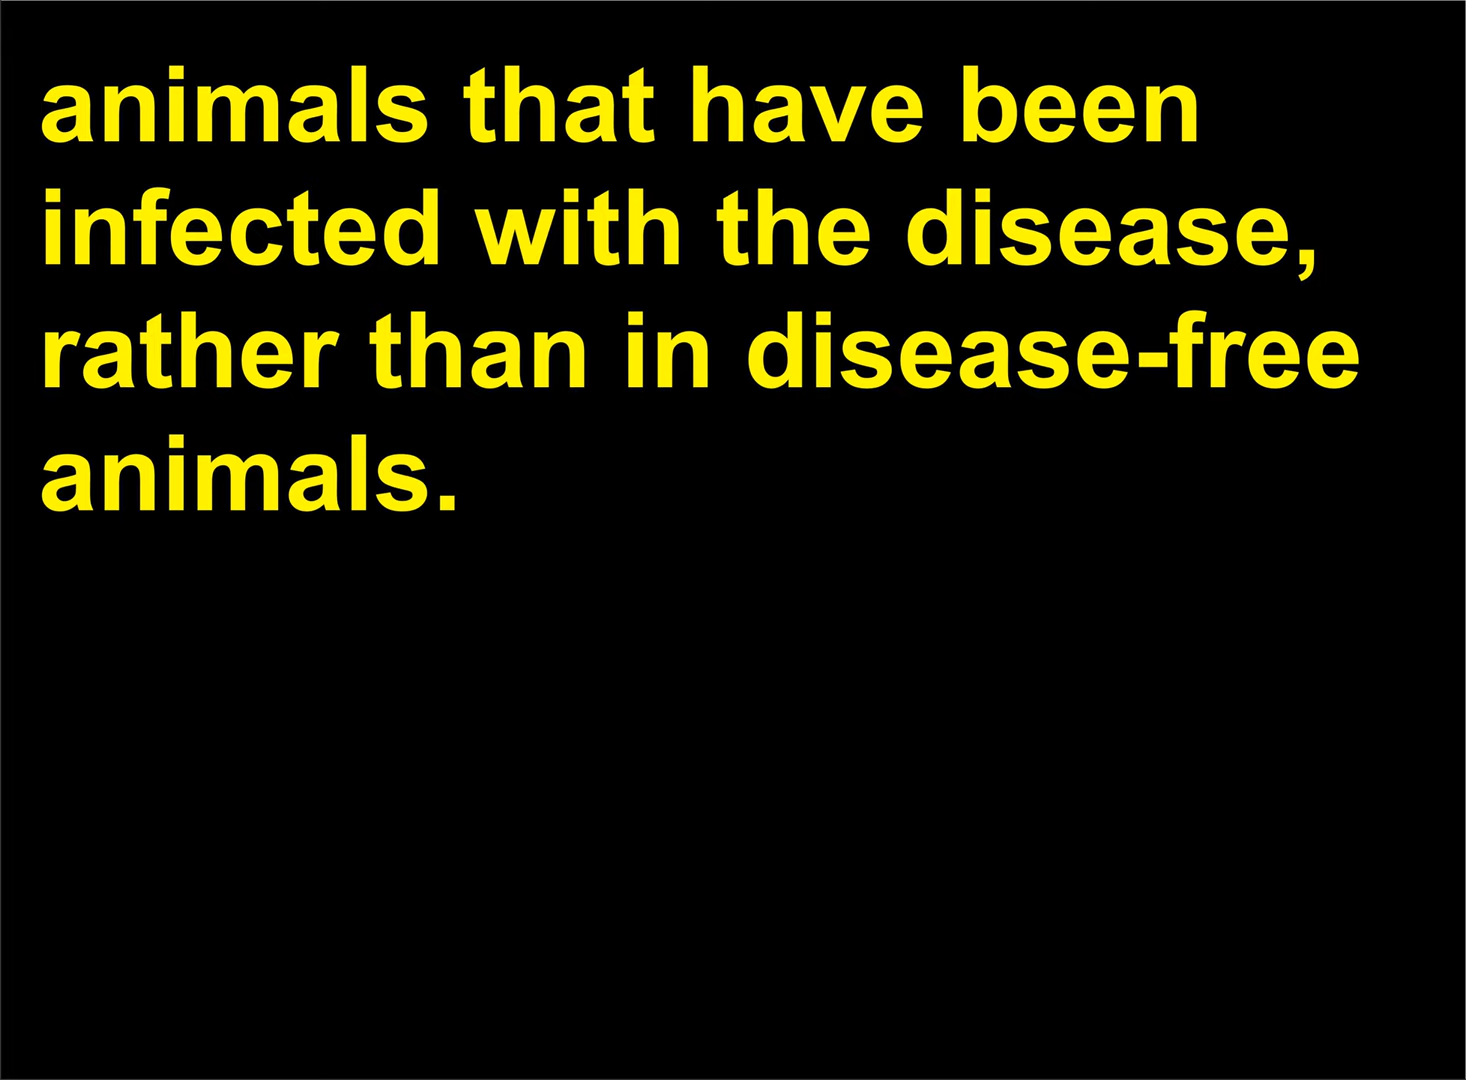 animals that have been
infected with the disease,
rather than in disease-free
animals.